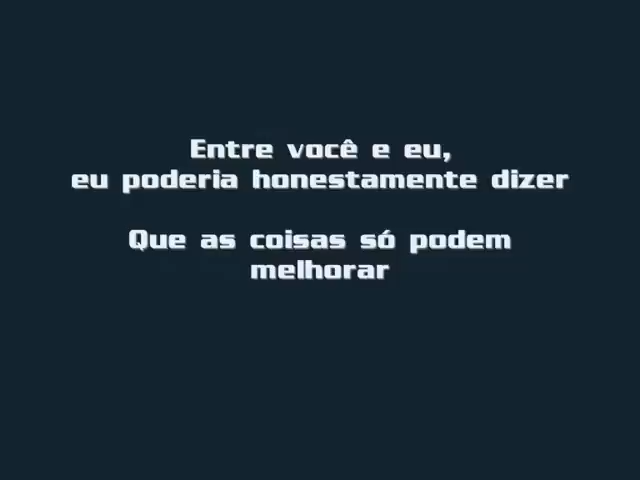 Entre você e eu,
eu poderia honestamente dizer
Que as coisas só podem
melhorar